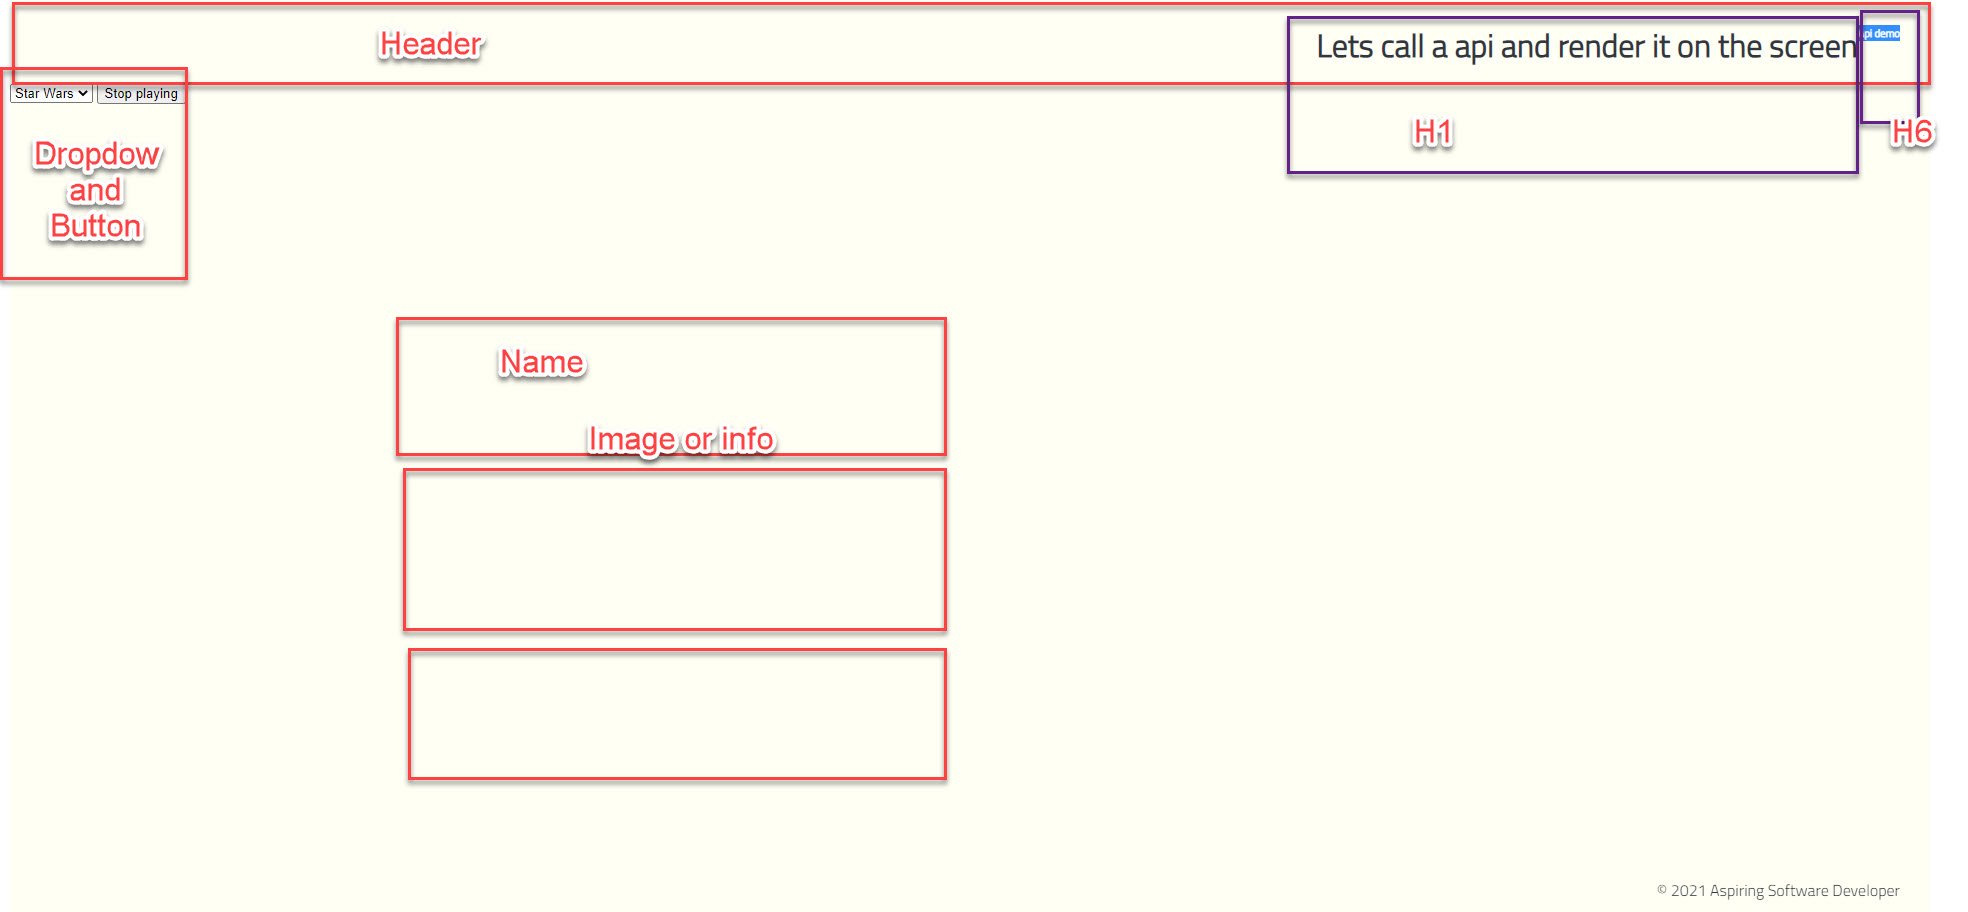 Header
Lets call a api and render it on the screen
Api demo
Star Wars
Stop playing
H1
H6
Dropdow
and
Button
Name
Image or info
© 2021 Aspiring Software Developer